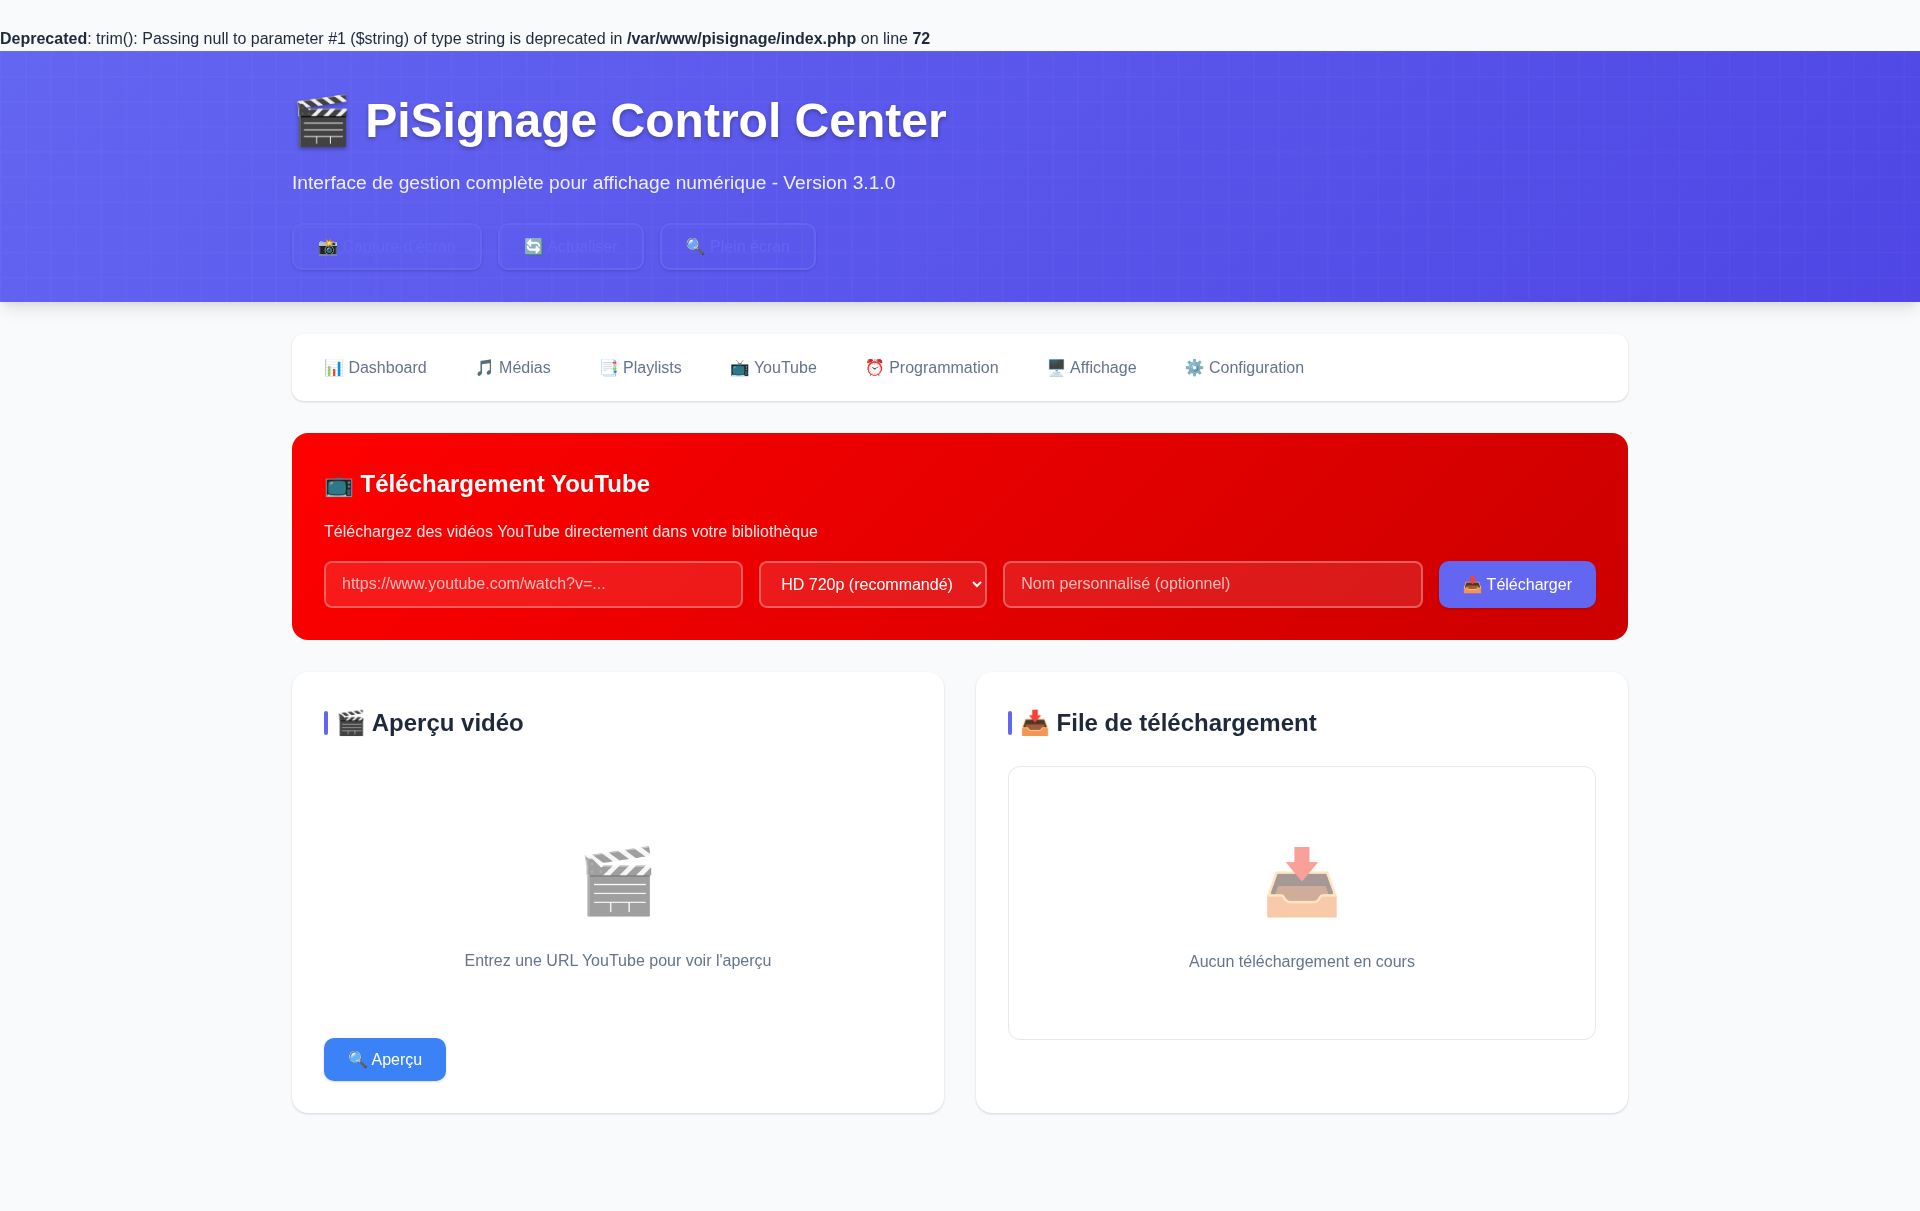 Deprecated: trim(): Passing null to parameter #1 ($string) of type string is deprecated in /var/www/pisignage/index.php on line 72
🎬 PiSignage Control Center
Interface de gestion complète pour affichage numérique - Version 3.1.0
📸 Capture d'écran
🔄 Actualiser
🔍 Plein écran
📊 Dashboard
🎵 Médias
📑 Playlists
📺 YouTube
⏰ Programmation
🖥️ Affichage
⚙️ Configuration
📺 Téléchargement YouTube
Téléchargez des vidéos YouTube directement dans votre bibliothèque
https://www.youtube.com/watch?v=...
HD 720p (recommandé)
Nom personnalisé (optionnel)
📥 Télécharger
🎬 Aperçu vidéo
Entrez une URL YouTube pour voir l'aperçu
🔍 Aperçu
📥 File de téléchargement
Aucun téléchargement en cours